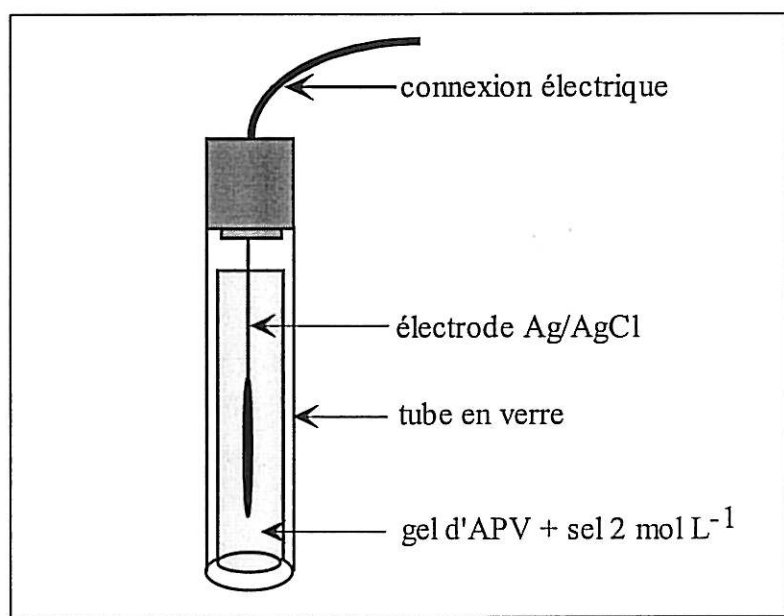 connexion électrique
électrode Ag/AgCl
tube en verre
gel d'APV + sel 2 mol L⁻¹